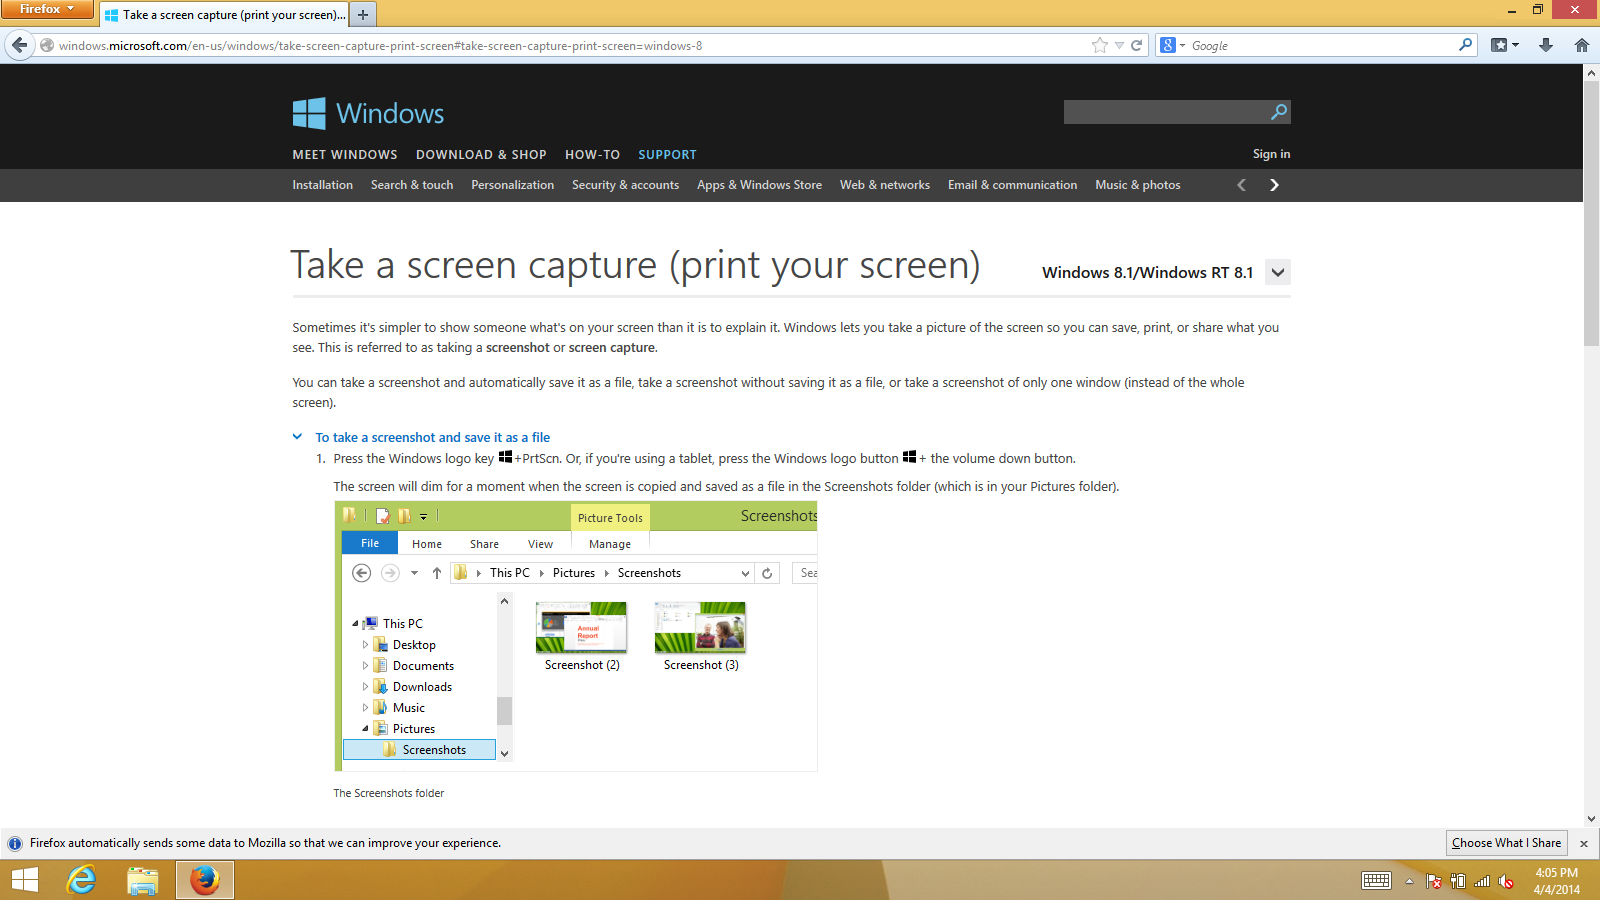 Firefox
Take a screen capture (print your screen)...
windows.microsoft.com/en-us/windows/take-screen-capture-print-screen#take-screen-capture-print-screen=windows-8
Google
Windows
MEET WINDOWS DOWNLOAD & SHOP HOW-TO SUPPORT
Sign in
Installation Search & touch Personalization Security & accounts Apps & Windows Store Web & networks Email & communication Music & photos
Take a screen capture (print your screen)
Windows 8.1/Windows RT 8.1
Sometimes it's simpler to show someone what's on your screen than it is to explain it. Windows lets you take a picture of the screen so you can save, print, or share what you
see. This is referred to as taking a screenshot or screen capture.
You can take a screenshot and automatically save it as a file, take a screenshot without saving it as a file, or take a screenshot of only one window (instead of the whole
screen).
To take a screenshot and save it as a file
1. Press the Windows logo key +PrtScn. Or, if you're using a tablet, press the Windows logo button + the volume down button.
The screen will dim for a moment when the screen is copied and saved as a file in the Screenshots folder (which is in your Pictures folder).
Picture Tools
Screenshots
File Home Share View Manage
This PC Pictures Screenshots
Sea
This PC
Desktop
Documents
Downloads
Music
Pictures
Screenshots
Annual
Report
Screenshot (2)
Screenshot (3)
The Screenshots folder
Firefox automatically sends some data to Mozilla so that we can improve your experience.
Choose What I Share
4:05 PM
4/4/2014